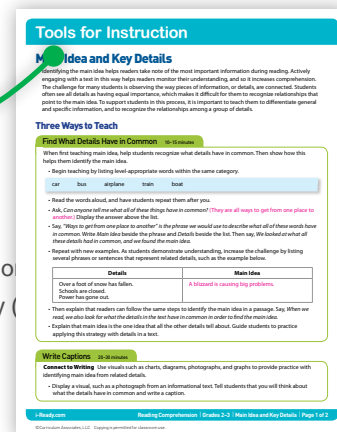 Tools for Instruction
Idea and Key Details
Identifying the main idea helps readers take note of the most important information during reading. Actively
engaging with a text in this way helps readers monitor their understanding, and so it increases comprehension.
The challenge for many students is observing the way pieces of information, or details, are connected. Students
often see all details as having equal importance, which makes it difficult for them to recognize relationships that
point to the main idea. To support students in this process, it is important to teach them to differentiate general
and specific information, and to recognize the relationships among a group of details.
Three Ways to Teach
Find What Details Have in Common 10–15 minutes
When first teaching main idea, help students recognize what details have in common. Then show how this
helps them identify the main idea.
• Begin teaching by listing level-appropriate words within the same category.
car bus airplane train boat
• Read the words aloud, and have students repeat them after you.
• Ask, Can anyone tell me what all of these things have in common? (They are all ways to get from one place to
another.) Display the answer above the list.
• Say, "Ways to get from one place to another" is the phrase we would use to describe what all of these words have
in common. Write Main Idea beside the phrase and Details beside the list. Then say, We looked at what all
these details had in common, and we found the main idea.
• Repeat with new examples. As students demonstrate understanding, increase the challenge by listing
several phrases or sentences that represent related details, such as the example below.
Details Main Idea
Over a foot of snow has fallen. A blizzard is causing big problems.
Schools are closed.
Power has gone out.
• Then explain that readers can follow the same steps to identify the main idea in a passage. Say, When we
read, we also look for what the details in the text have in common in order to find the main idea.
• Explain that main idea is the one idea that all the other details tell about. Guide students to practice
applying this strategy with details in a text.
Write Captions 20–30 minutes
Connect to Writing Use visuals such as charts, diagrams, photographs, and graphs to provide practice with
identifying main idea from related details.
• Display a visual, such as a photograph from an informational text. Tell students that you will think about
what the details have in common and write a caption.
i-Ready.com Reading Comprehension | Grades 2–3 | Main Idea and Key Details | Page 1 of 2
©Curriculum Associates, LLC Copying is permitted for classroom use.